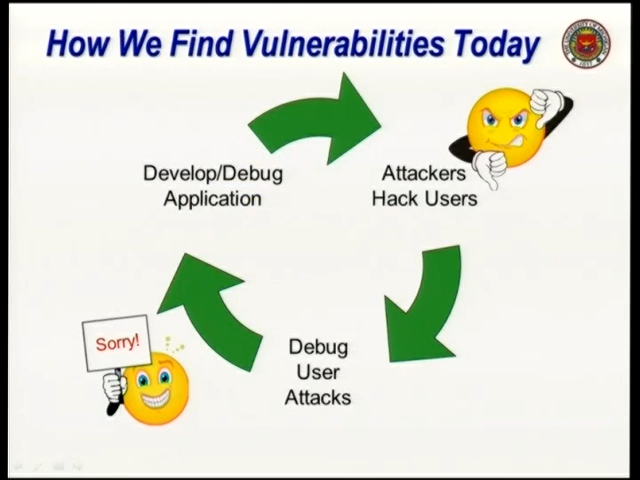 How We Find Vulnerabilities Today
Develop/Debug
Application
Attackers
Hack Users
Debug
User
Attacks
Sorry!